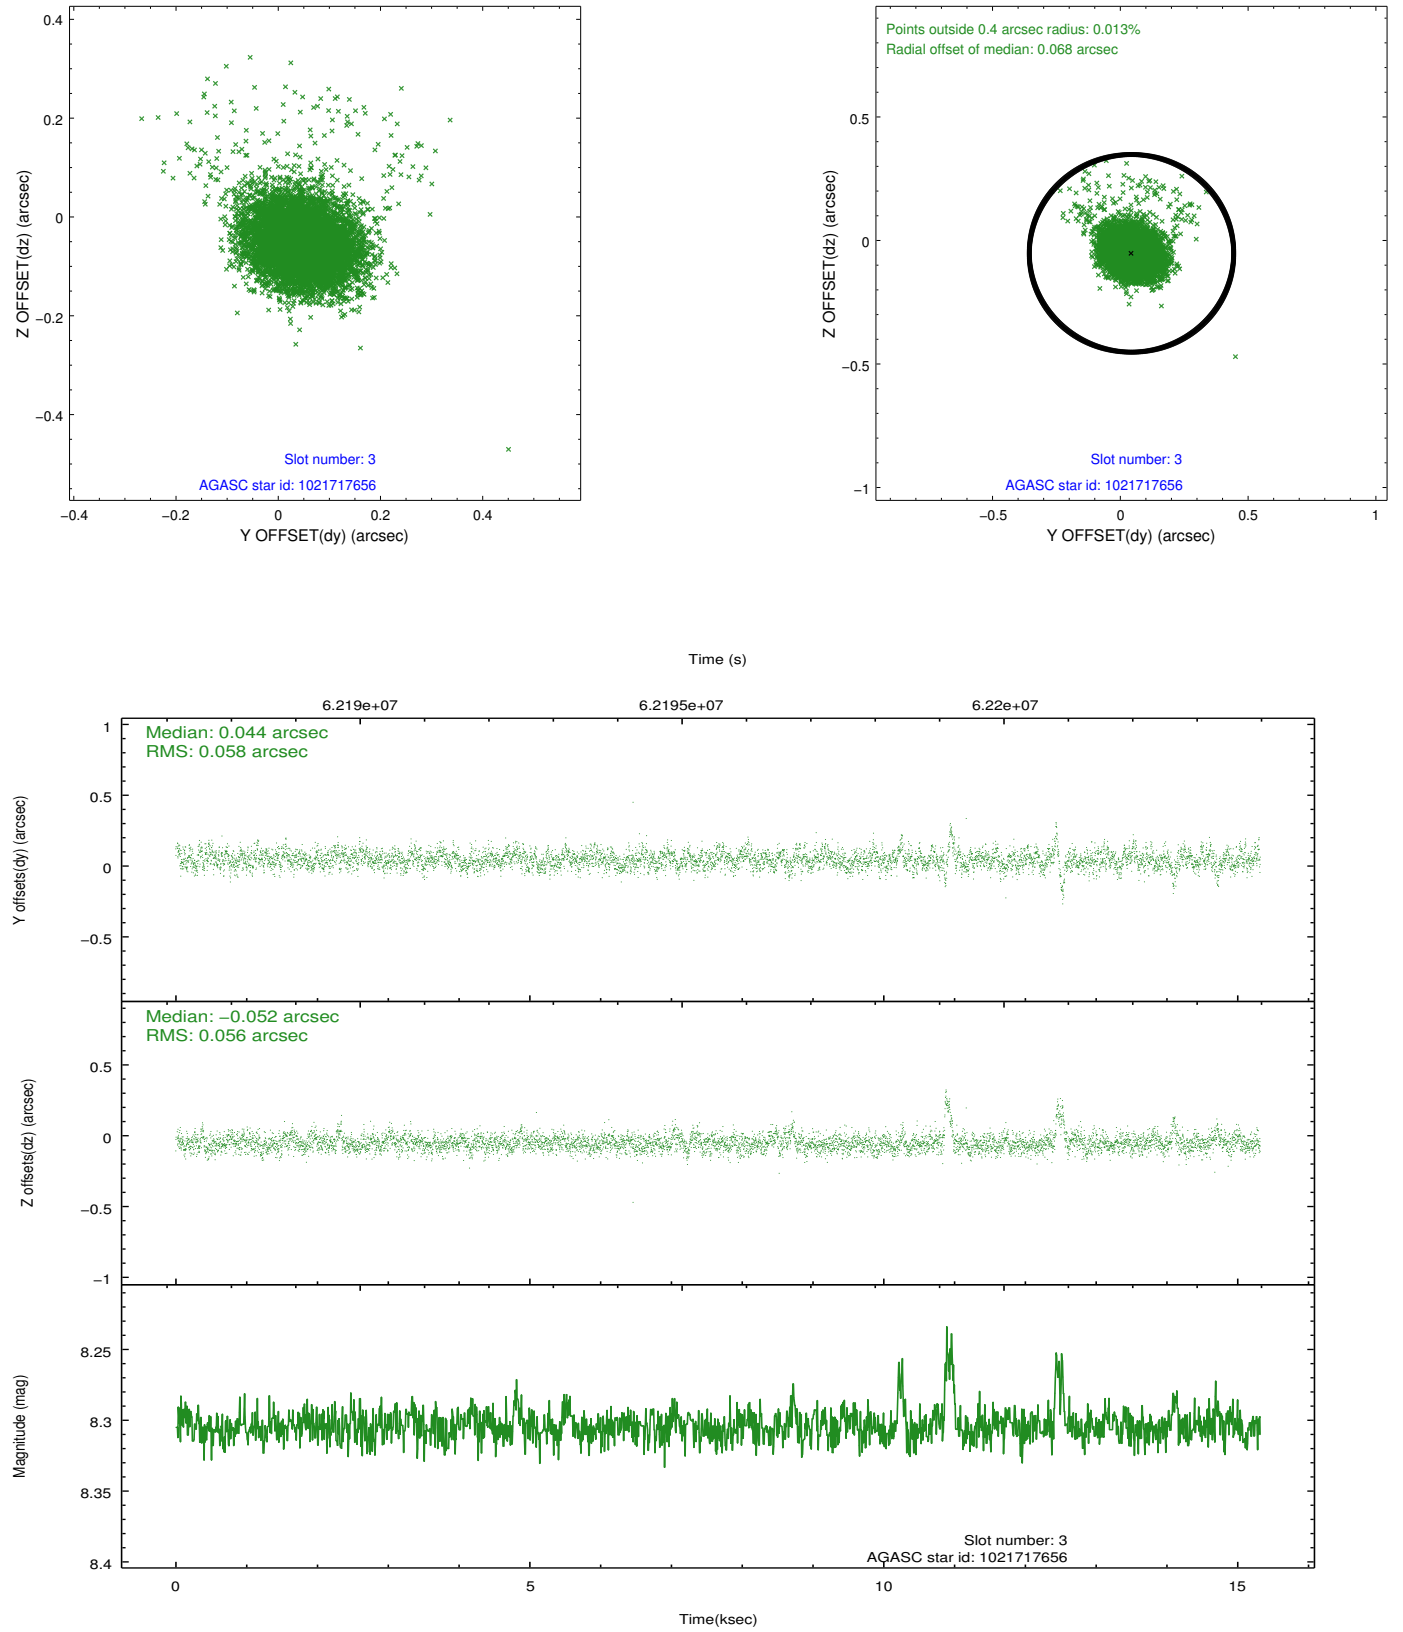 0.4
0.2
0
−0.2
−0.4
Z OFFSET(dz) (arcsec)
Slot number: 3
AGASC star id: 1021717656
−0.4 −0.2 0 0.2 0.4
Y OFFSET(dy) (arcsec)
Points outside 0.4 arcsec radius: 0.013%
Radial offset of median: 0.068 arcsec
0.5
0
−0.5
−1
Z OFFSET(dz) (arcsec)
Slot number: 3
AGASC star id: 1021717656
−0.5 0 0.5 1
Y OFFSET(dy) (arcsec)
Time (s)
6.219e+07 6.2195e+07 6.22e+07
Median: 0.044 arcsec
RMS: 0.058 arcsec
1
0.5
0
−0.5
Y offsets(dy) (arcsec)
Median: −0.052 arcsec
RMS: 0.056 arcsec
0.5
0
−0.5
−1
Z offsets(dz) (arcsec)
8.25
8.3
8.35
8.4
Magnitude (mag)
Slot number: 3
AGASC star id: 1021717656
0 5 10 15
Time(ksec)